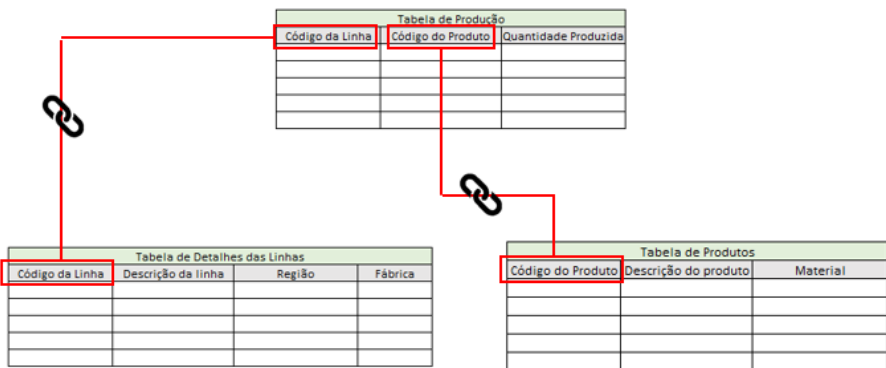 Tabela de Produção
Código da Linha Código do Produto Quantidade Produzida
Tabela de Detalhes das Linhas
Código da Linha Descrição da linha Região Fábrica
Tabela de Produtos
Código do Produto Descrição do produto Material